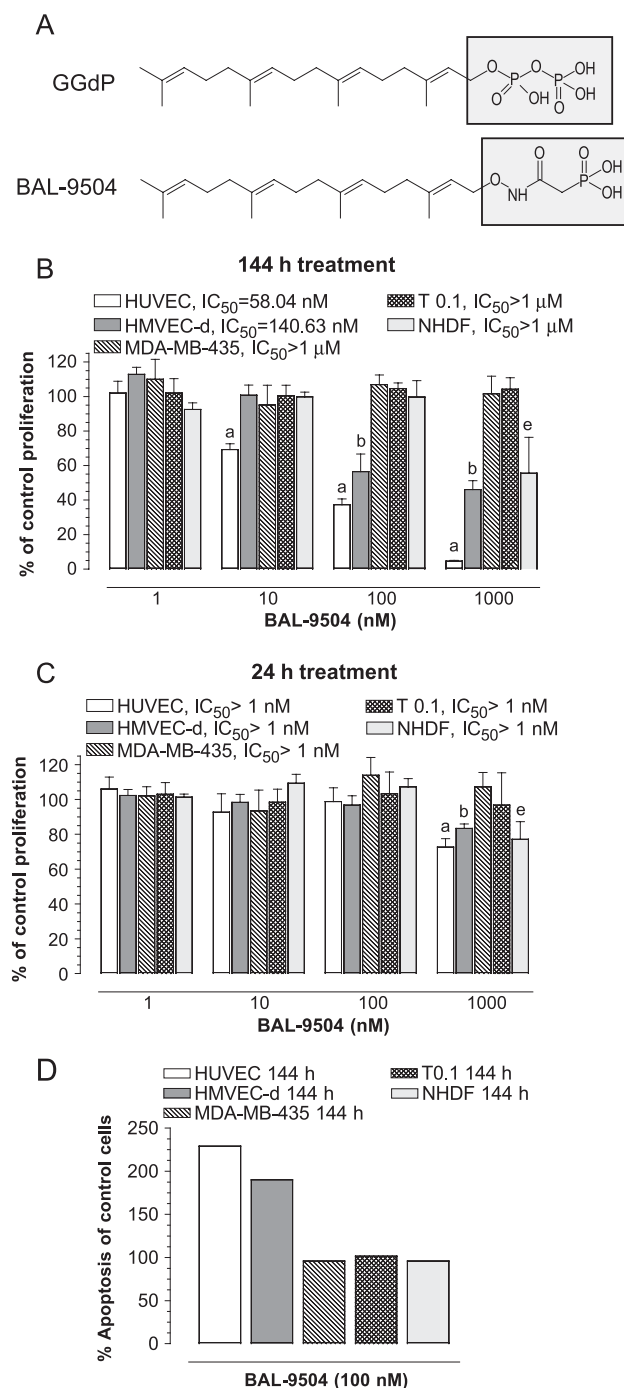 A
GGdP
O O
P P
OH
O OH O OH
BAL-9504
O
NH
O
O
P
OH
OH
B
144 h treatment
HUVEC, IC50=58.04 nM
T 0.1, IC50>1 µM
HMVEC-d, IC50=140.63 nM
NHDF, IC50>1 µM
MDA-MB-435, IC50>1 µM
% of control proliferation
120
100
80
60
40
20
0
a
a
b
a
b
e
1 10 100 1000
BAL-9504 (nM)
C
24 h treatment
HUVEC, IC50> 1 nM
T 0.1, IC50> 1 nM
HMVEC-d, IC50> 1 nM
NHDF, IC50> 1 nM
MDA-MB-435, IC50> 1 nM
% of control proliferation
120
100
80
60
40
20
0
a b e
1 10 100 1000
BAL-9504 (nM)
D
HUVEC 144 h
T0.1 144 h
HMVEC-d 144 h
NHDF 144 h
MDA-MB-435 144 h
% Apoptosis of control cells
250
200
150
100
50
0
BAL-9504 (100 nM)